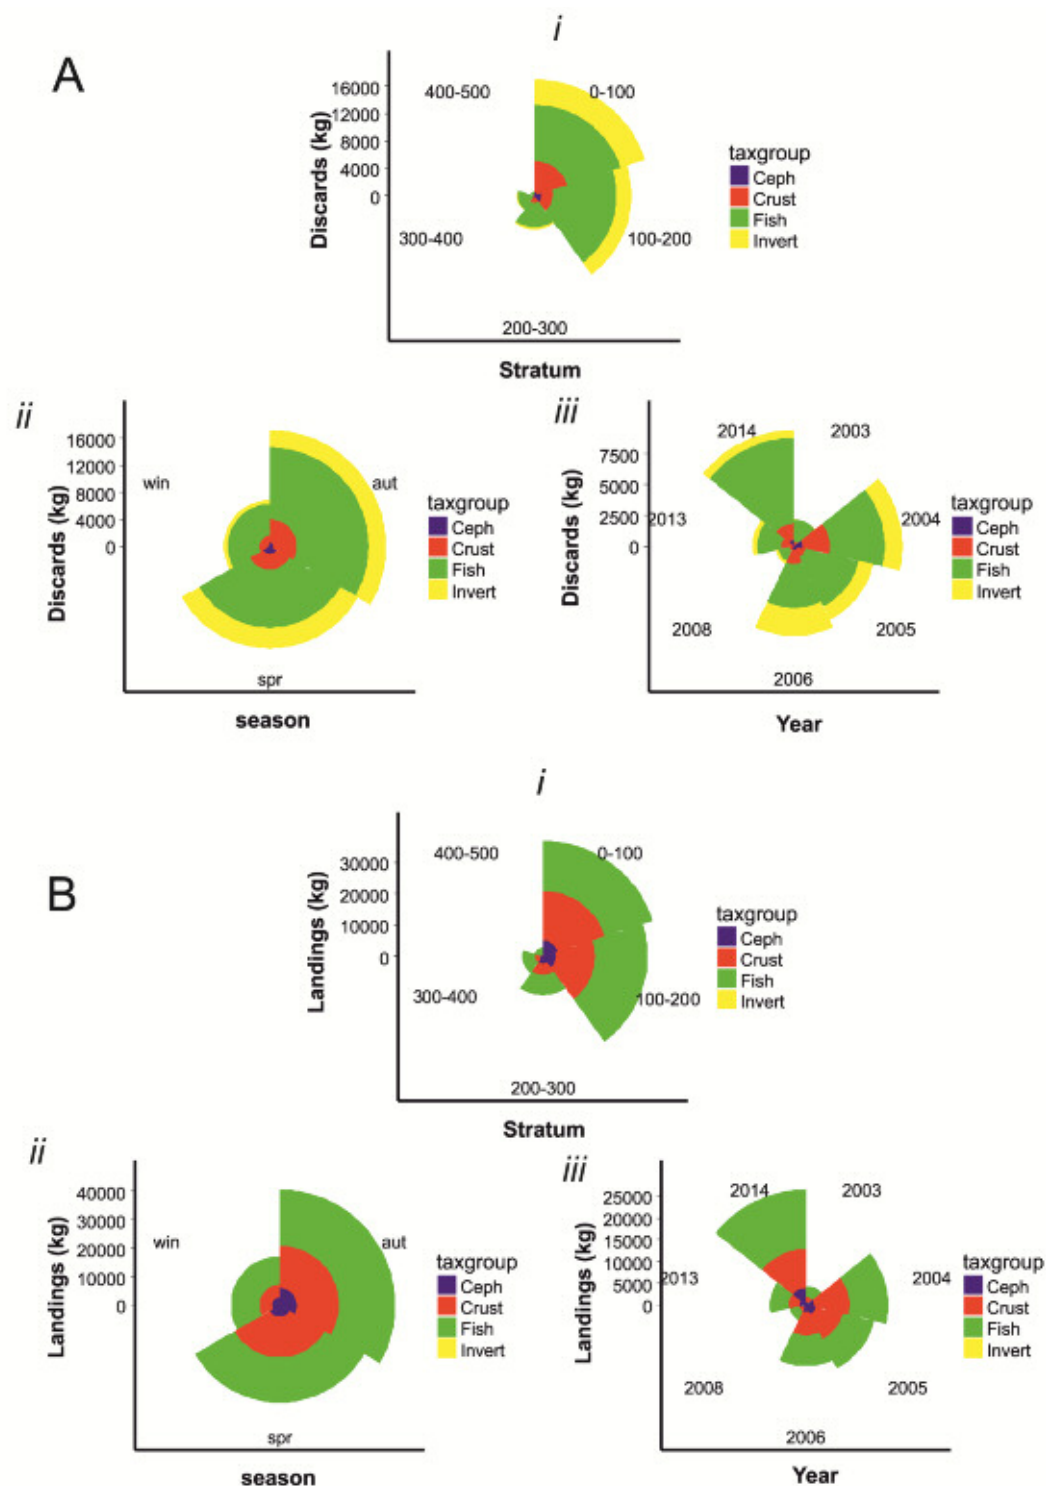 A
i
Discards (kg)
16000
12000
8000
4000
0
400-500
0-100
300-400
100-200
200-300
Stratum
taxgroup
Ceph
Crust
Fish
Invert
ii
Discards (kg)
16000
12000
8000
4000
0
win
aut
spr
season
taxgroup
Ceph
Crust
Fish
Invert
iii
Discards (kg)
7500
5000
2500
0
2014
2003
2013
2004
2008
2005
2006
Year
taxgroup
Ceph
Crust
Fish
Invert
B
i
Landings (kg)
30000
20000
10000
0
400-500
0-100
300-400
100-200
200-300
Stratum
taxgroup
Ceph
Crust
Fish
Invert
ii
Landings (kg)
40000
30000
20000
10000
0
win
aut
spr
season
taxgroup
Ceph
Crust
Fish
Invert
iii
Landings (kg)
25000
20000
15000
10000
5000
0
2014
2003
2013
2004
2008
2005
2006
Year
taxgroup
Ceph
Crust
Fish
Invert